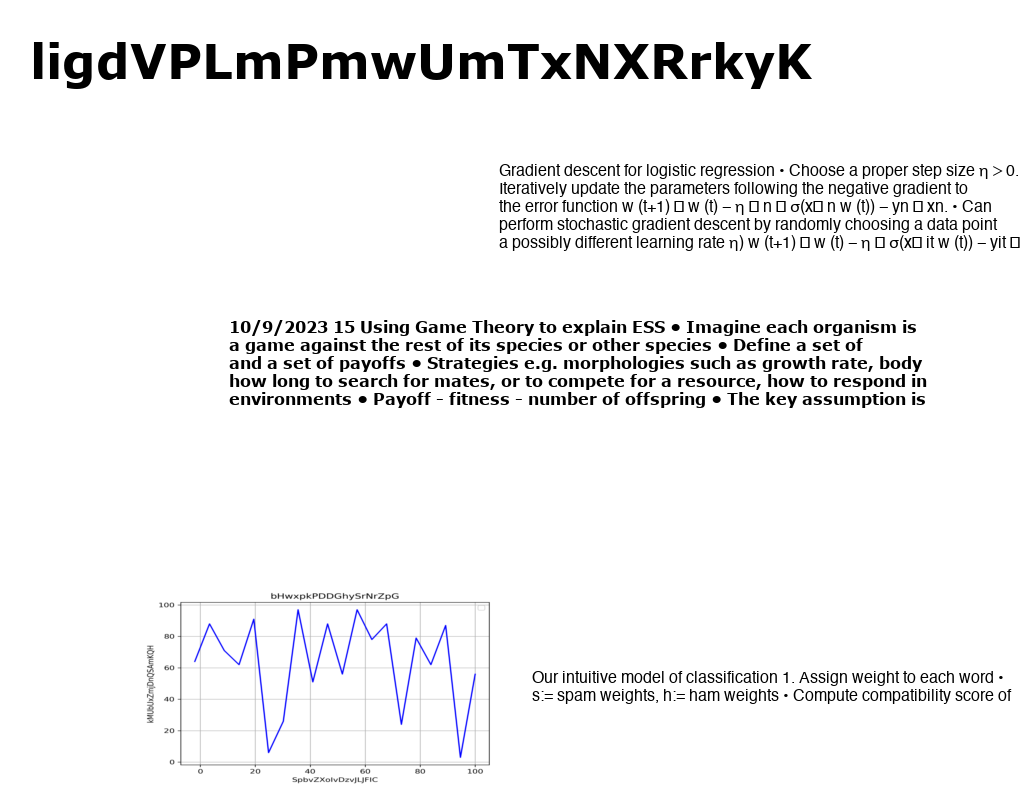 ligdVPLmPmwUmTxNXRrkyK
Gradient descent for logistic regression • Choose a proper step size η > 0.
Iteratively update the parameters following the negative gradient to
the error function w (t+1) □ w (t) – η □ n □ σ(x□ n w (t)) – yn □ xn. • Can
perform stochastic gradient descent by randomly choosing a data point
a possibly different learning rate η) w (t+1) □ w (t) – η □ σ(x□ it w (t)) – yit □
10/9/2023 15 Using Game Theory to explain ESS • Imagine each organism is
a game against the rest of its species or other species • Define a set of
and a set of payoffs • Strategies e.g. morphologies such as growth rate, body
how long to search for mates, or to compete for a resource, how to respond in
environments • Payoff – fitness – number of offspring • The key assumption is
bHwxpkPDDGhySrNrZpG
100
80
60
40
20
0
0 20 40 60 80 100
Our intuitive model of classification 1. Assign weight to each word •
s:= spam weights, h:= ham weights • Compute compatibility score of